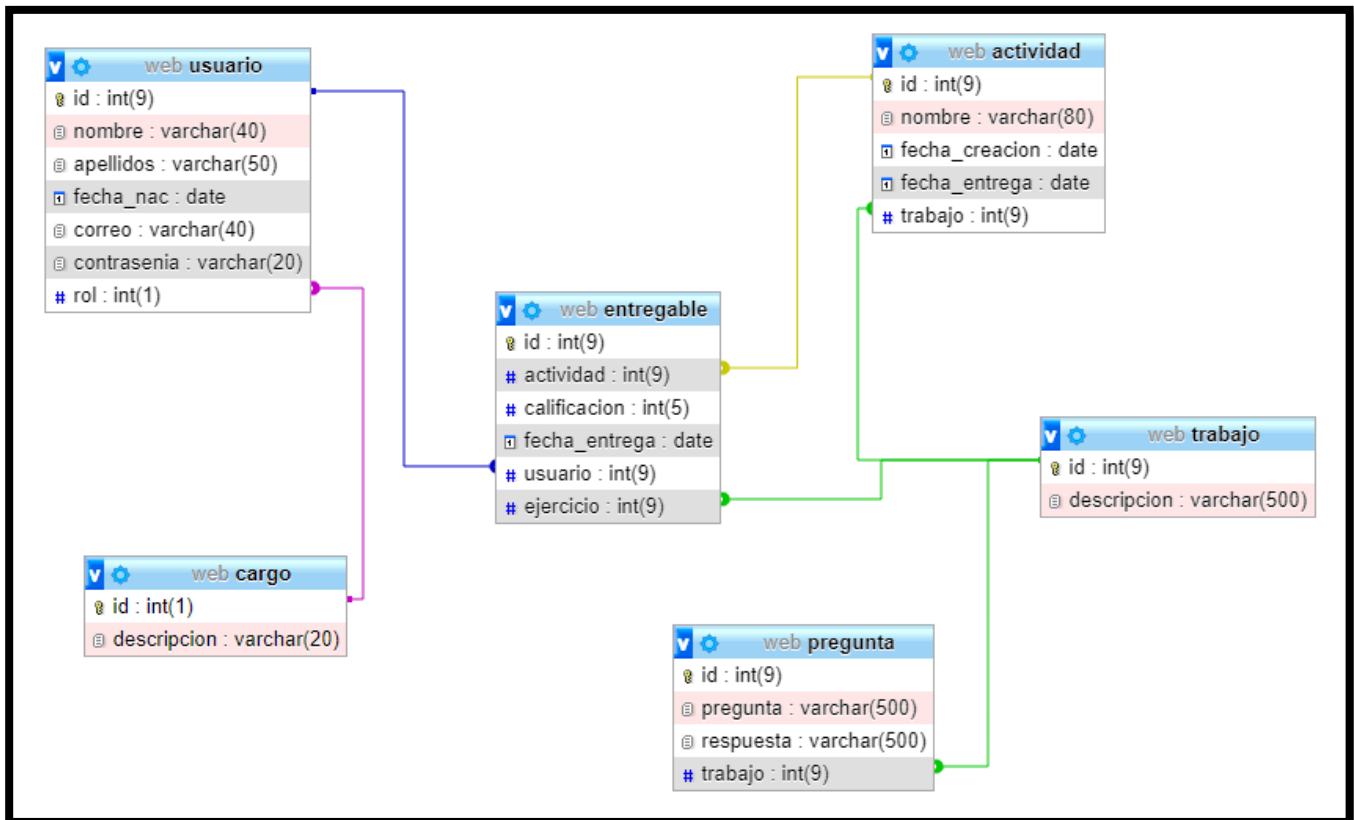 web usuario
id : int(9)
nombre : varchar(40)
apellidos : varchar(50)
fecha_nac : date
correo : varchar(40)
contrasenia : varchar(20)
# rol : int(1)
web actividad
id : int(9)
nombre : varchar(80)
fecha_creacion : date
fecha_entrega : date
# trabajo : int(9)
web entregable
id : int(9)
# actividad : int(9)
# calificacion : int(5)
fecha_entrega : date
# usuario : int(9)
# ejercicio : int(9)
web trabajo
id : int(9)
descripcion : varchar(500)
web cargo
id : int(1)
descripcion : varchar(20)
web pregunta
id : int(9)
pregunta : varchar(500)
respuesta : varchar(500)
# trabajo : int(9)